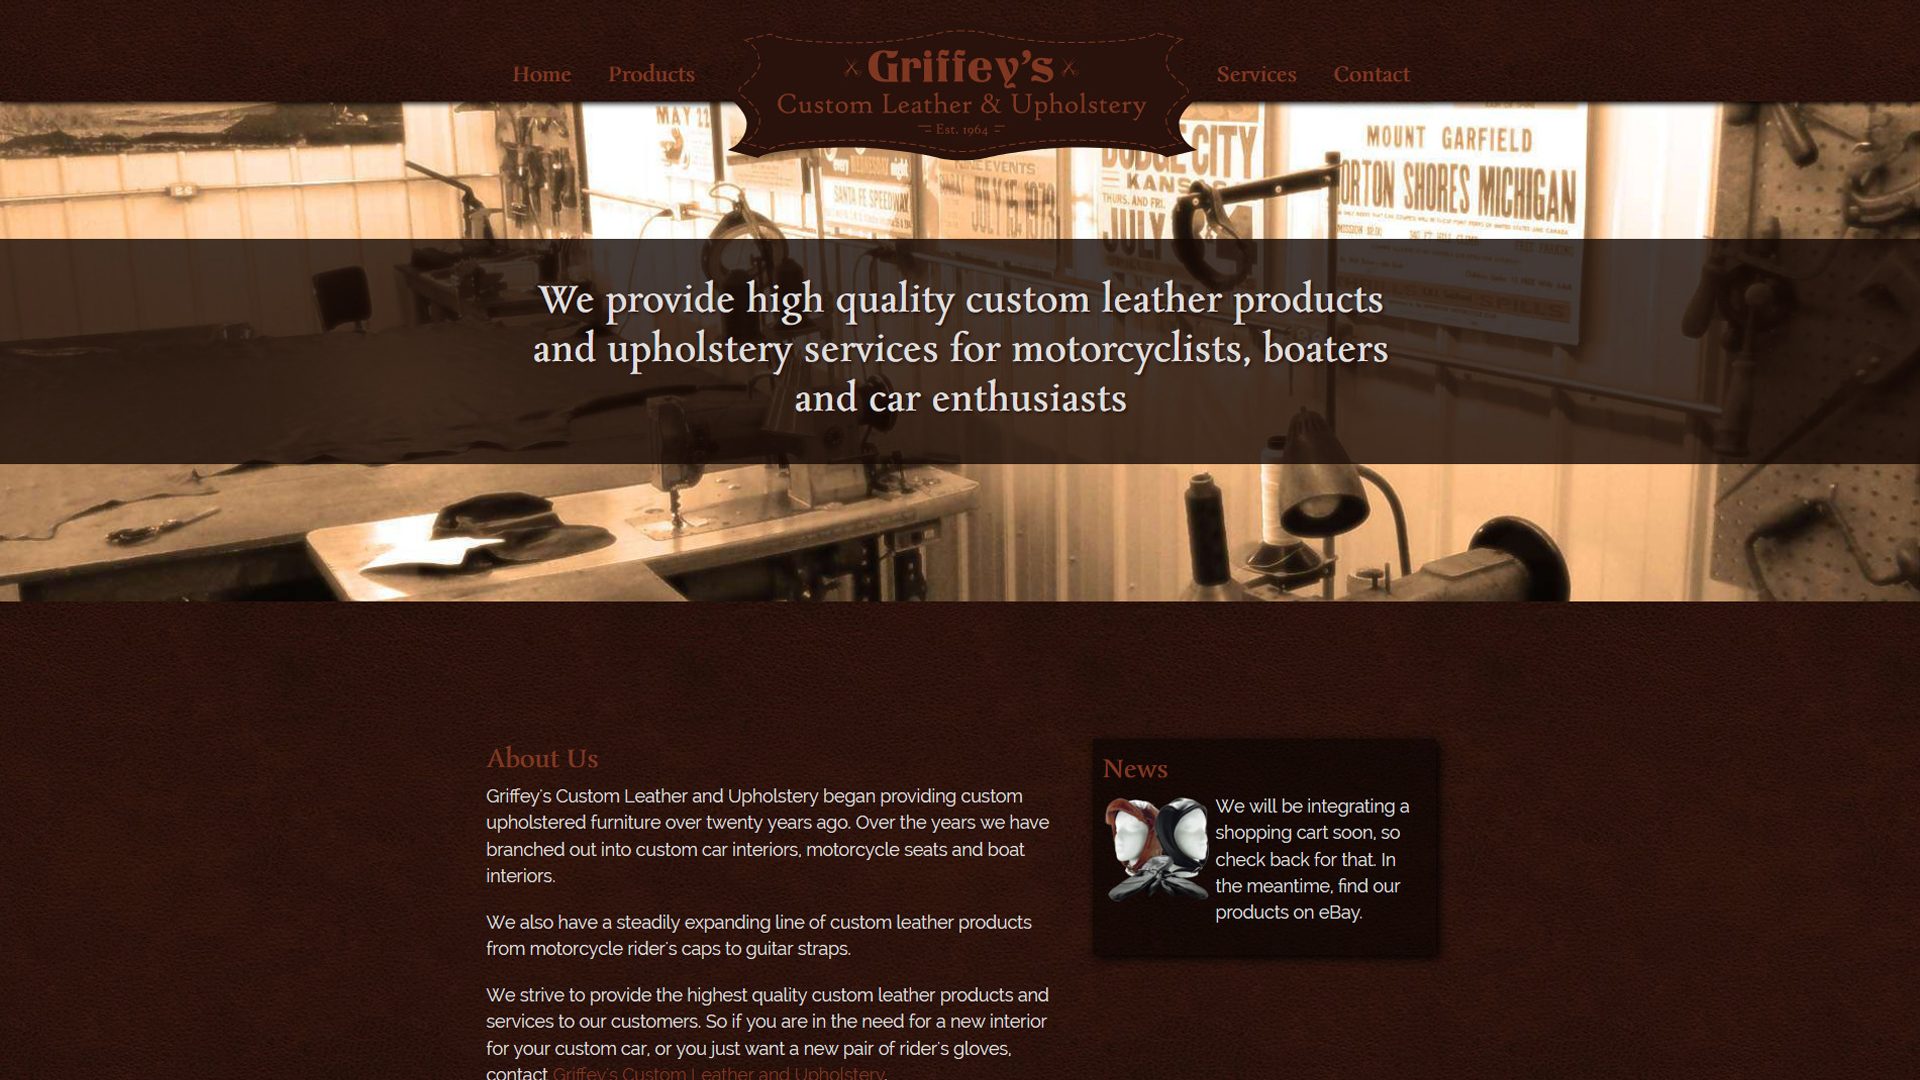 Home
Products
Griffey's
Custom Leather & Upholstery
Est. 1964
Services
Contact
MAY 22
SANTA FE SPEEDWAY
EVENTS
JULY 15, 1973
DODGE CITY
KANSAS
THURS. AND FRI.
JULY 4
MOUNT GARFIELD
NORTON SHORES MICHIGAN
We provide high quality custom leather products
and upholstery services for motorcyclists, boaters
and car enthusiasts
About Us
Griffey's Custom Leather and Upholstery began providing custom
upholstered furniture over twenty years ago. Over the years we have
branched out into custom car interiors, motorcycle seats and boat
interiors.
We also have a steadily expanding line of custom leather products
from motorcycle rider's caps to guitar straps.
We strive to provide the highest quality custom leather products and
services to our customers. So if you are in the need for a new interior
for your custom car, or you just want a new pair of rider's gloves,
contact Griffey's Custom Leather and Upholstery.
News
We will be integrating a
shopping cart soon, so
check back for that. In
the meantime, find our
products on eBay.